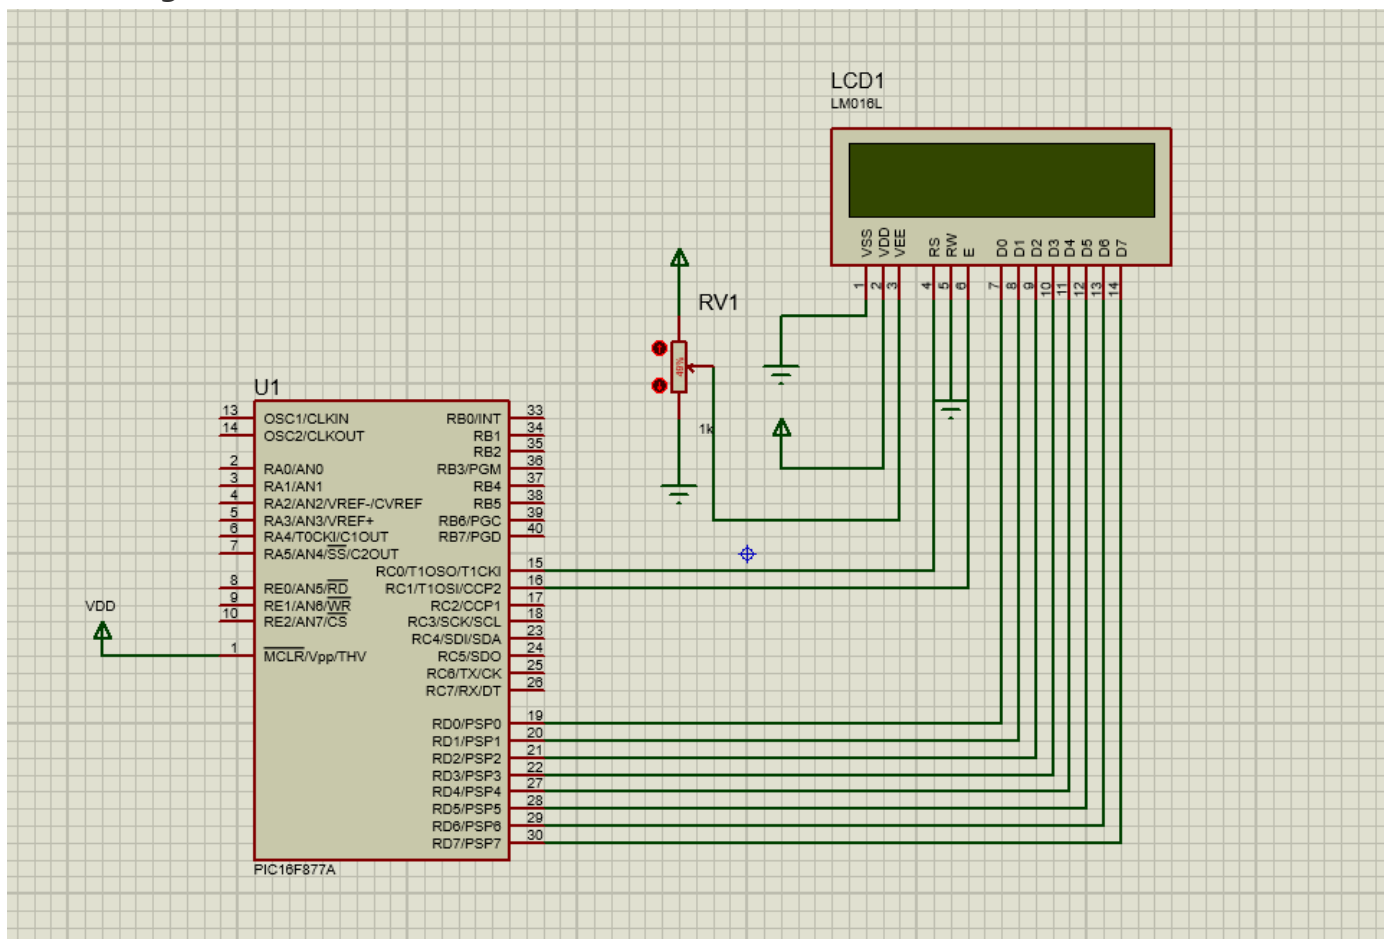 LCD1
LM016L
VSS
VDD
VEE
RS
RW
E
D0
D1
D2
D3
D4
D5
D6
D7
1
2
3
4
5
6
7
8
9
10
11
12
13
14
RV1
49%
1k
U1
13 OSC1/CLKIN RB0/INT 33
14 OSC2/CLKOUT RB1 34
RB2 35
2 RA0/AN0 RB3/PGM 36
3 RA1/AN1 RB4 37
4 RA2/AN2/VREF-/CVREF RB5 38
5 RA3/AN3/VREF+ RB6/PGC 39
6 RA4/T0CKI/C1OUT RB7/PGD 40
7 RA5/AN4/SS/C2OUT
RC0/T1OSO/T1CKI 15
8 RE0/AN5/RD RC1/T1OSI/CCP2 16
9 RE1/AN6/WR RC2/CCP1 17
10 RE2/AN7/CS RC3/SCK/SCL 18
RC4/SDI/SDA 23
1 MCLR/Vpp/THV RC5/SDO 24
RC6/TX/CK 25
RC7/RX/DT 26
VDD
RD0/PSP0 19
RD1/PSP1 20
RD2/PSP2 21
RD3/PSP3 22
RD4/PSP4 27
RD5/PSP5 28
RD6/PSP6 29
RD7/PSP7 30
PIC16F877A